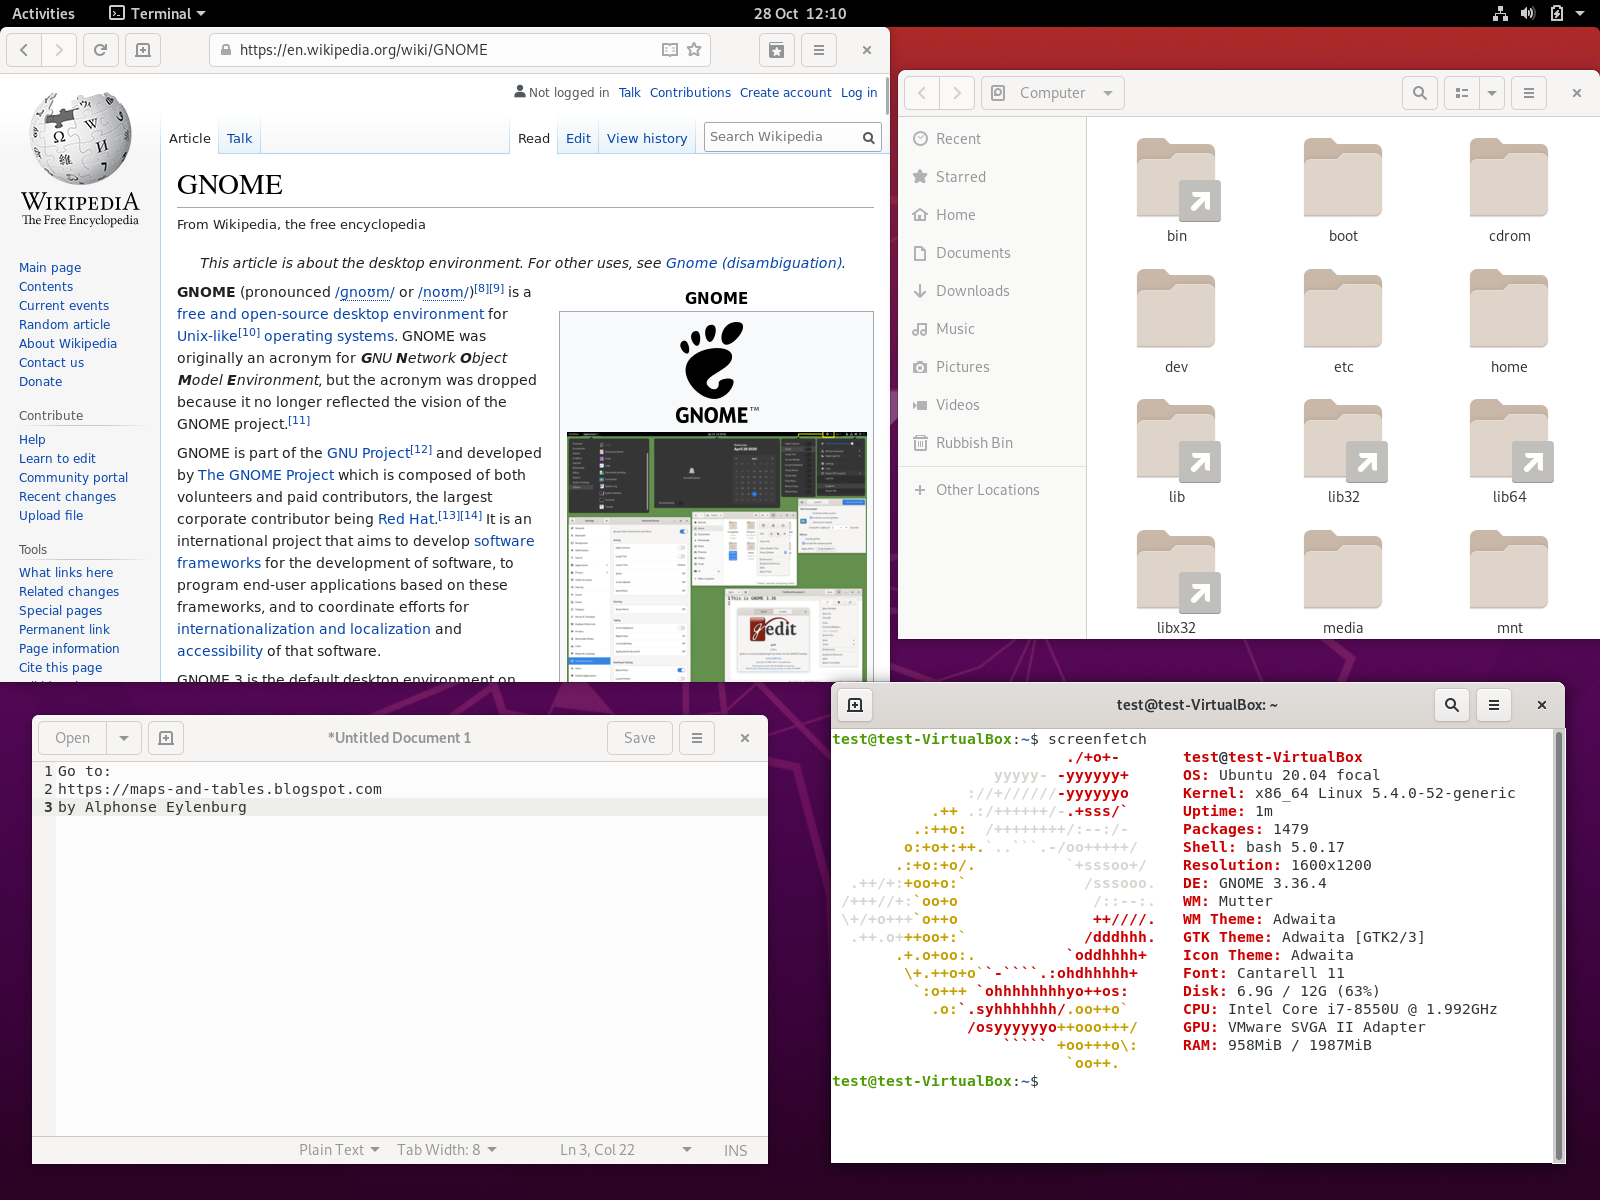 Activities Terminal 28 Oct 12:10
https://en.wikipedia.org/wiki/GNOME
Not logged in Talk Contributions Create account Log in
Article Talk Read Edit View history Search Wikipedia
WIKIPEDIA
The Free Encyclopedia
Main page
Contents
Current events
Random article
About Wikipedia
Contact us
Donate
Contribute
Help
Learn to edit
Community portal
Recent changes
Upload file
Tools
What links here
Related changes
Special pages
Permanent link
Page information
Cite this page
GNOME
From Wikipedia, the free encyclopedia
This article is about the desktop environment. For other uses, see Gnome (disambiguation).
GNOME (pronounced /ɡnoʊm/ or /noʊm/)[8][9] is a
free and open-source desktop environment for
Unix-like[10] operating systems. GNOME was
originally an acronym for GNU Network Object
Model Environment, but the acronym was dropped
because it no longer reflected the vision of the
GNOME project.[11]
GNOME is part of the GNU Project[12] and developed
by The GNOME Project which is composed of both
volunteers and paid contributors, the largest
corporate contributor being Red Hat.[13][14] It is an
international project that aims to develop software
frameworks for the development of software, to
program end-user applications based on these
frameworks, and to coordinate efforts for
internationalization and localization and
accessibility of that software.
GNOME 3 is the default desktop environment on
GNOME
GNOME™
This is GNOME 3.36
gedit
Computer
Recent
Starred
Home
Documents
Downloads
Music
Pictures
Videos
Rubbish Bin
Other Locations
bin boot cdrom
dev etc home
lib lib32 lib64
libx32 media mnt
Open *Untitled Document 1 Save
1 Go to:
2 https://maps-and-tables.blogspot.com
3 by Alphonse Eylenburg
Plain Text Tab Width: 8 Ln 3, Col 22 INS
test@test-VirtualBox: ~
test@test-VirtualBox:~$ screenfetch
test@test-VirtualBox
OS: Ubuntu 20.04 focal
Kernel: x86_64 Linux 5.4.0-52-generic
Uptime: 1m
Packages: 1479
Shell: bash 5.0.17
Resolution: 1600x1200
DE: GNOME 3.36.4
WM: Mutter
WM Theme: Adwaita
GTK Theme: Adwaita [GTK2/3]
Icon Theme: Adwaita
Font: Cantarell 11
Disk: 6.9G / 12G (63%)
CPU: Intel Core i7-8550U @ 1.992GHz
GPU: VMware SVGA II Adapter
RAM: 958MiB / 1987MiB
test@test-VirtualBox:~$